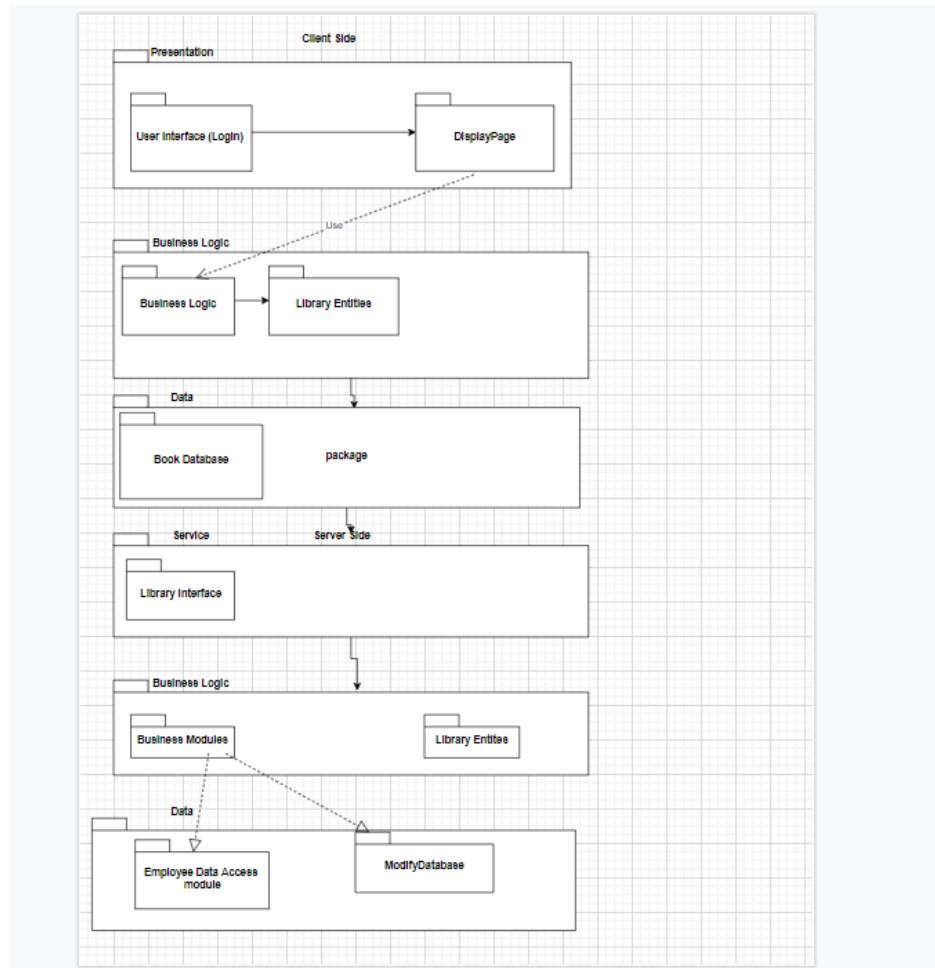 Client Side
Presentation
User Interface (Login)
DisplayPage
Use
Business Logic
Business Logic
Library Entities
Data
Book Database
package
Service
Server Side
Library Interface
Business Logic
Business Modules
Library Entites
Data
Employee Data Access
module
ModifyDatabase